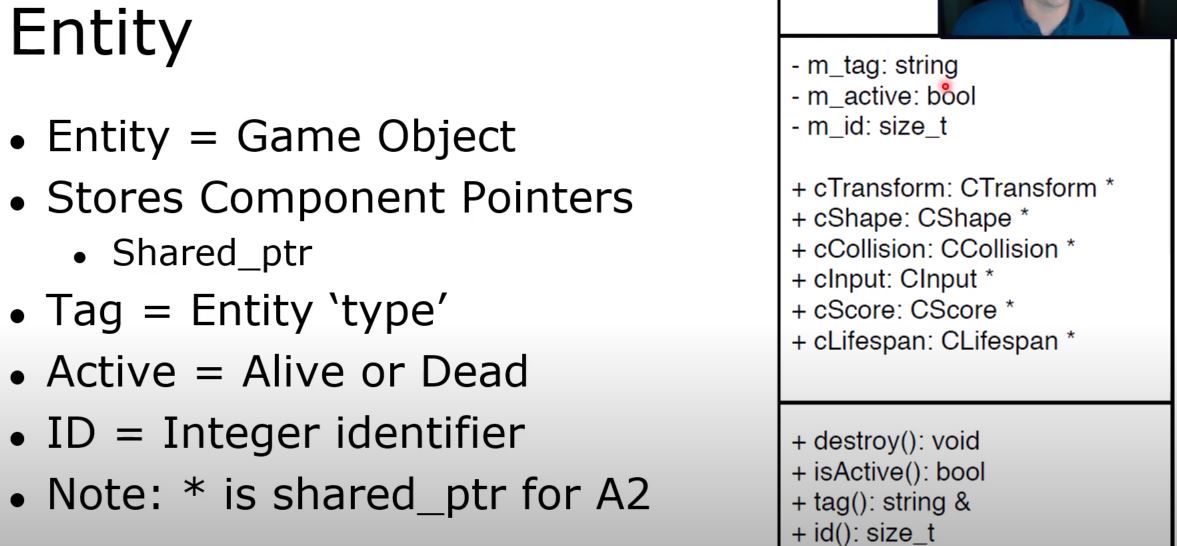 Entity
• Entity = Game Object
• Stores Component Pointers
• Shared_ptr
• Tag = Entity ‘type’
• Active = Alive or Dead
• ID = Integer identifier
• Note: * is shared_ptr for A2
- m_tag: string
- m_active: bool
- m_id: size_t
+ cTransform: CTransform *
+ cShape: CShape *
+ cCollision: CCollision *
+ cInput: CInput *
+ cScore: CScore *
+ cLifespan: CLifespan *
+ destroy(): void
+ isActive(): bool
+ tag(): string &
+ id(): size_t